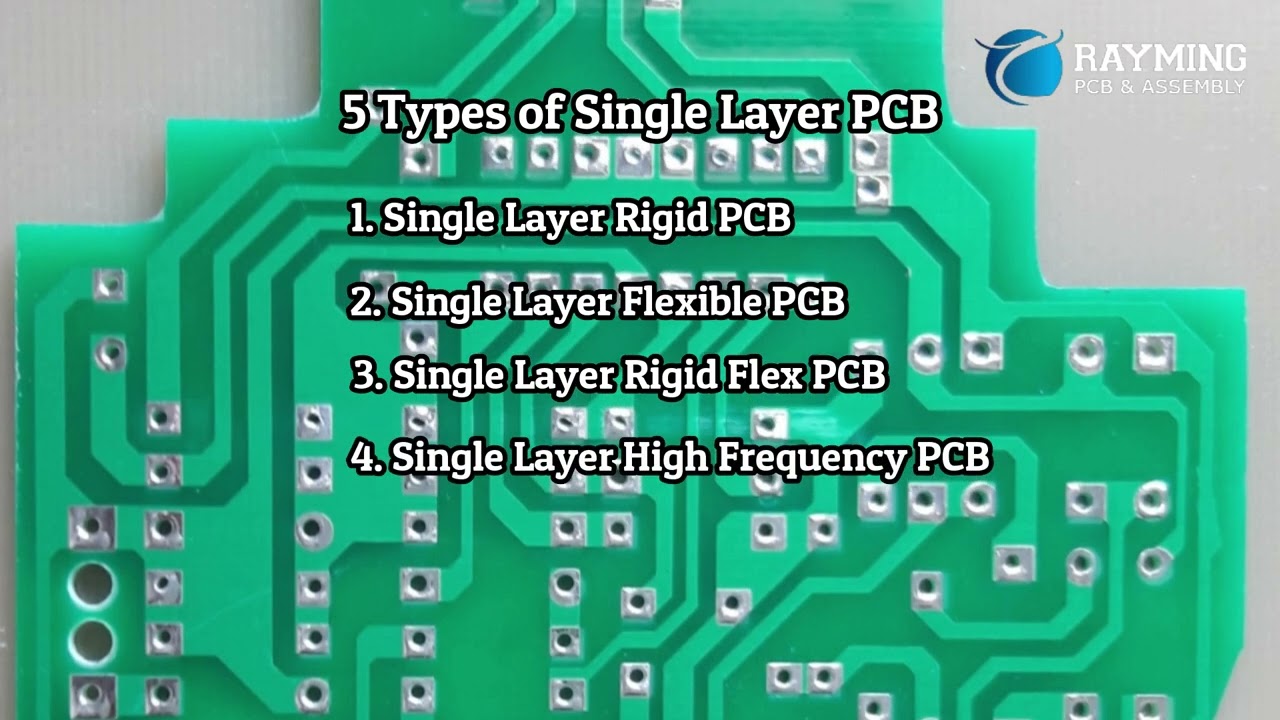 RAYMING
PCB & ASSEMBLY
5 Types of Single Layer PCB
1. Single Layer Rigid PCB
2. Single Layer Flexible PCB
3. Single Layer Rigid Flex PCB
4. Single Layer High Frequency PCB